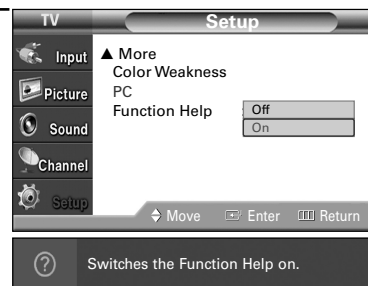 TV Setup
Input
Picture
Sound
Channel
Setup
▲ More
Color Weakness
PC
Function Help
Off
On
Move Enter Return
Switches the Function Help on.